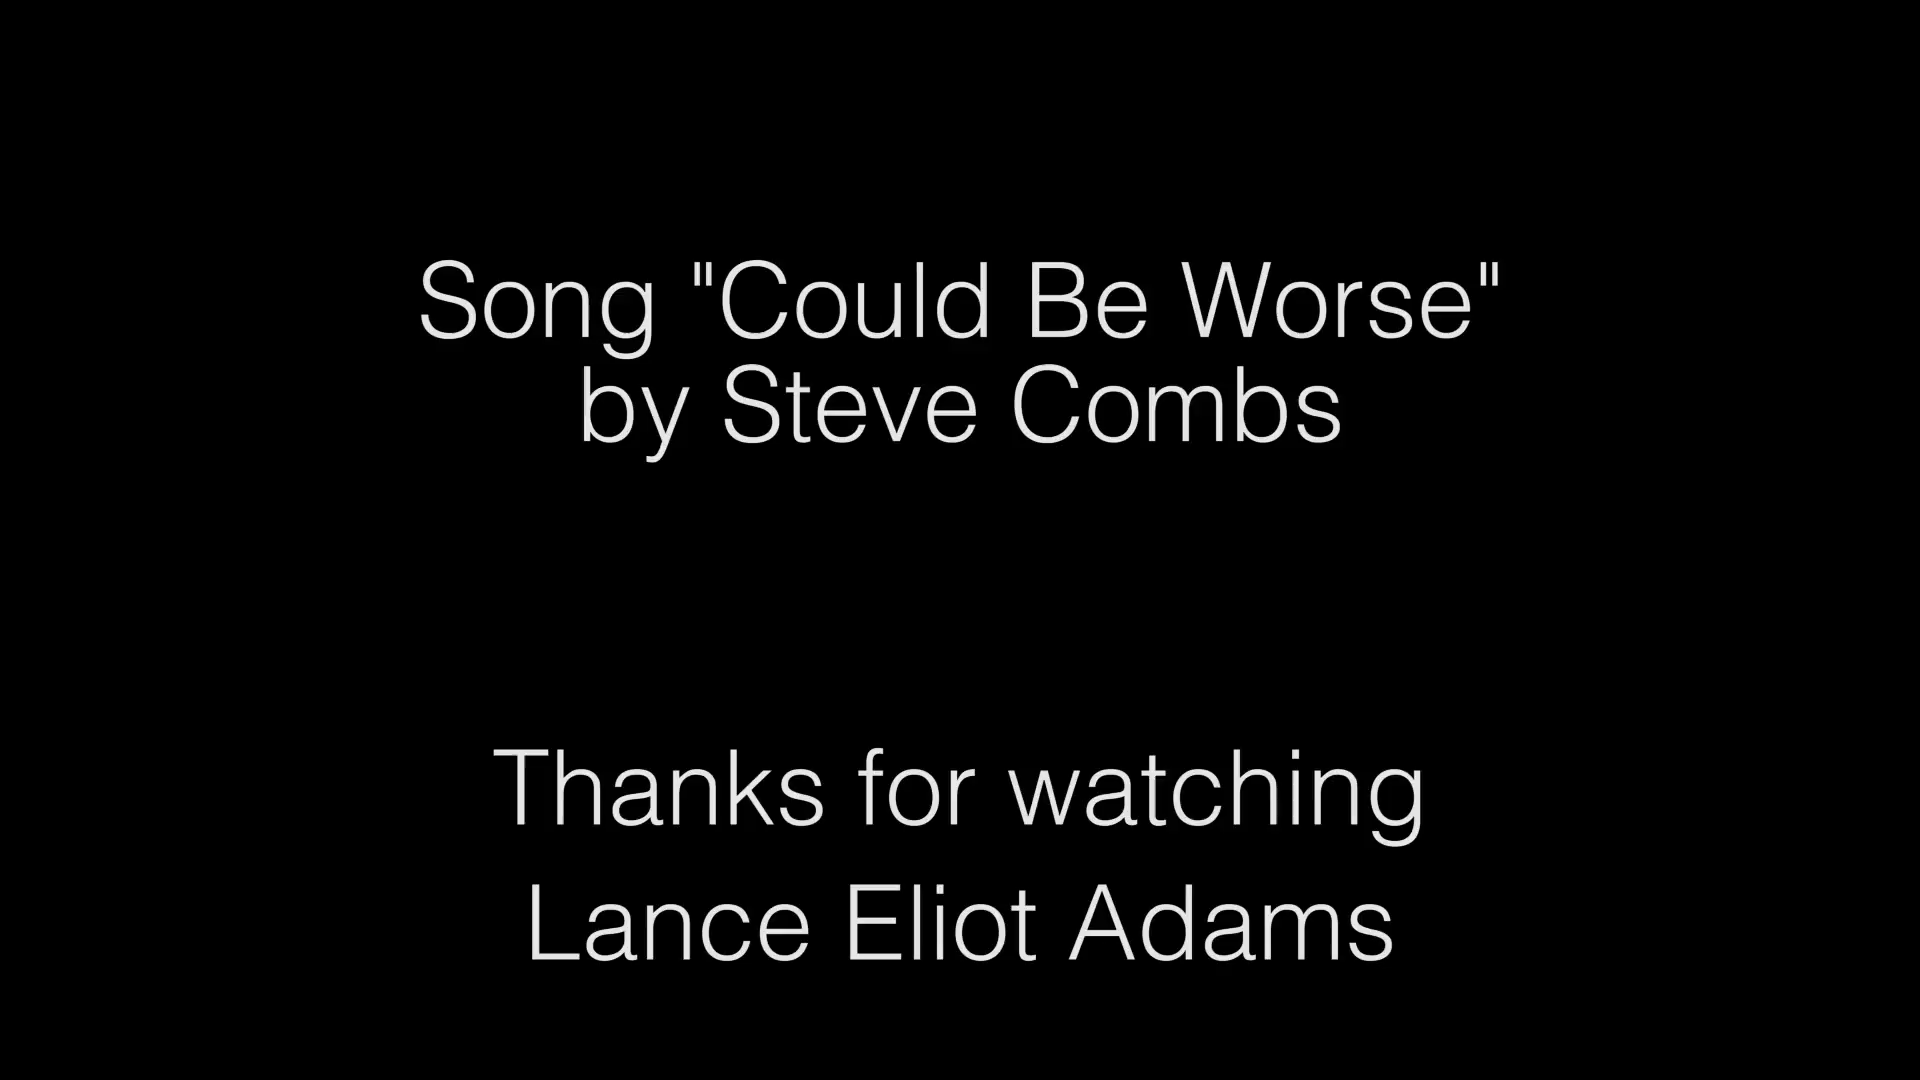 Song "Could Be Worse"
by Steve Combs
Thanks for watching
Lance Eliot Adams